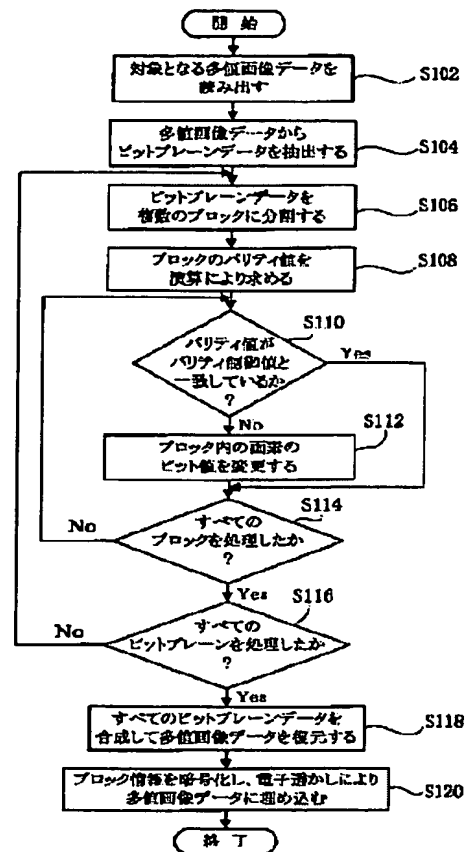 開始
対象となる多値画像データを
読み出す
S102
多値画像データから
ビットプレーンデータを抽出する
S104
ビットプレーンデータを
複数のブロックに分割する
S106
ブロックのパリティ値を
演算により求める
S108
S110
パリティ値が
パリティ制御値と
一致しているか
?
Yes
No
S112
ブロック内の画素の
ビット値を変更する
S114
すべての
ブロックを処理したか
?
No
Yes
S116
すべての
ビットプレーンを処理したか
?
No
Yes
すべてのビットプレーンデータを
合成して多値画像データを復元する
S118
ブロック情報を暗号化し、電子透かしにより
多値画像データに埋め込む
S120
終了